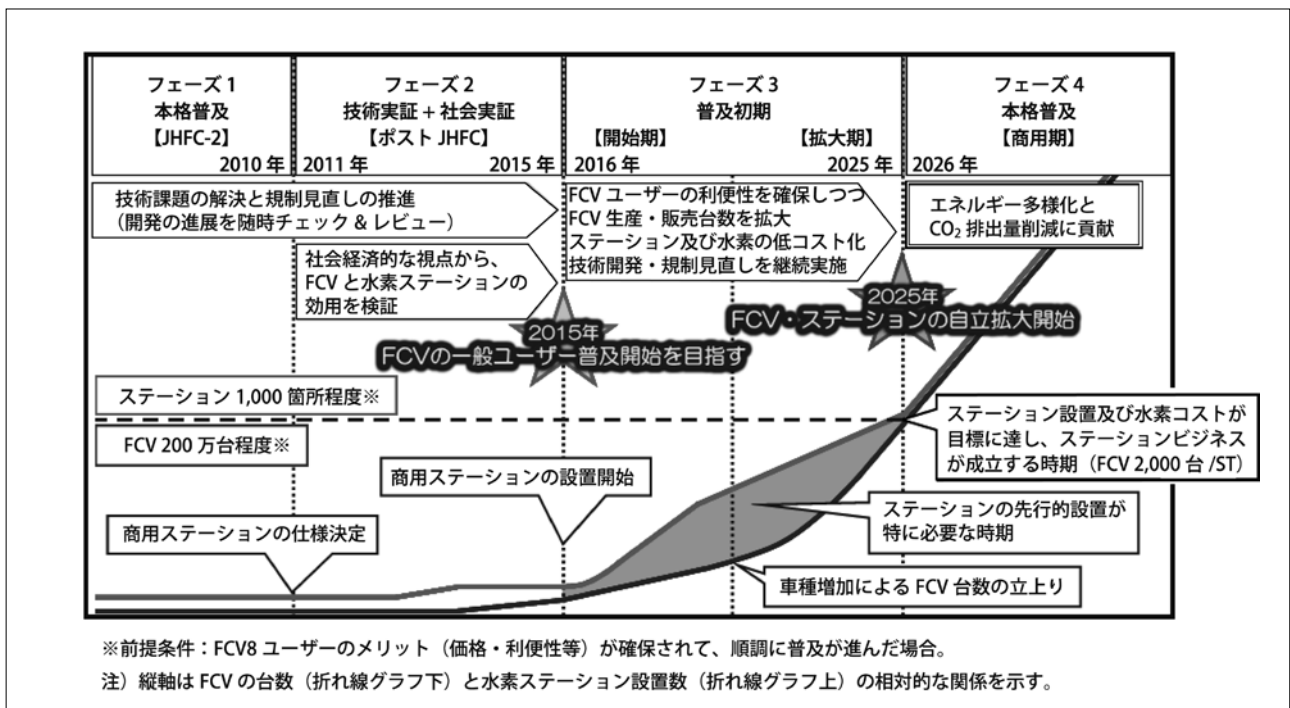 フェーズ 1
本格普及
【JHFC-2】
2010 年
フェーズ 2
技術実証 + 社会実証
【ポスト JHFC】
2011 年
2015 年
フェーズ 3
普及初期
【開始期】
【拡大期】
2016 年
2025 年
フェーズ 4
本格普及
【商用期】
2026 年
技術課題の解決と規制見直しの推進
(開発の進展を随時チェック & レビュー)
社会経済的な視点から、
FCV と水素ステーションの
効用を検証
FCV ユーザーの利便性を確保しつつ
FCV 生産・販売台数を拡大
ステーション及び水素の低コスト化
技術開発・規制見直しを継続実施
エネルギー多様化と
CO₂ 排出量削減に貢献
2015年
FCVの一般ユーザー普及開始を目指す
2025年
FCV・ステーションの自立拡大開始
ステーション 1,000 箇所程度※
FCV 200 万台程度※
商用ステーションの仕様決定
商用ステーションの設置開始
ステーション設置及び水素コストが
目標に達し、ステーションビジネス
が成立する時期(FCV 2,000 台 /ST)
ステーションの先行的設置が
特に必要な時期
車種増加による FCV 台数の立上り
※前提条件:FCV8 ユーザーのメリット(価格・利便性等)が確保されて、順調に普及が進んだ場合。
注)縦軸は FCV の台数(折れ線グラフ下)と水素ステーション設置数(折れ線グラフ上)の相対的な関係を示す。